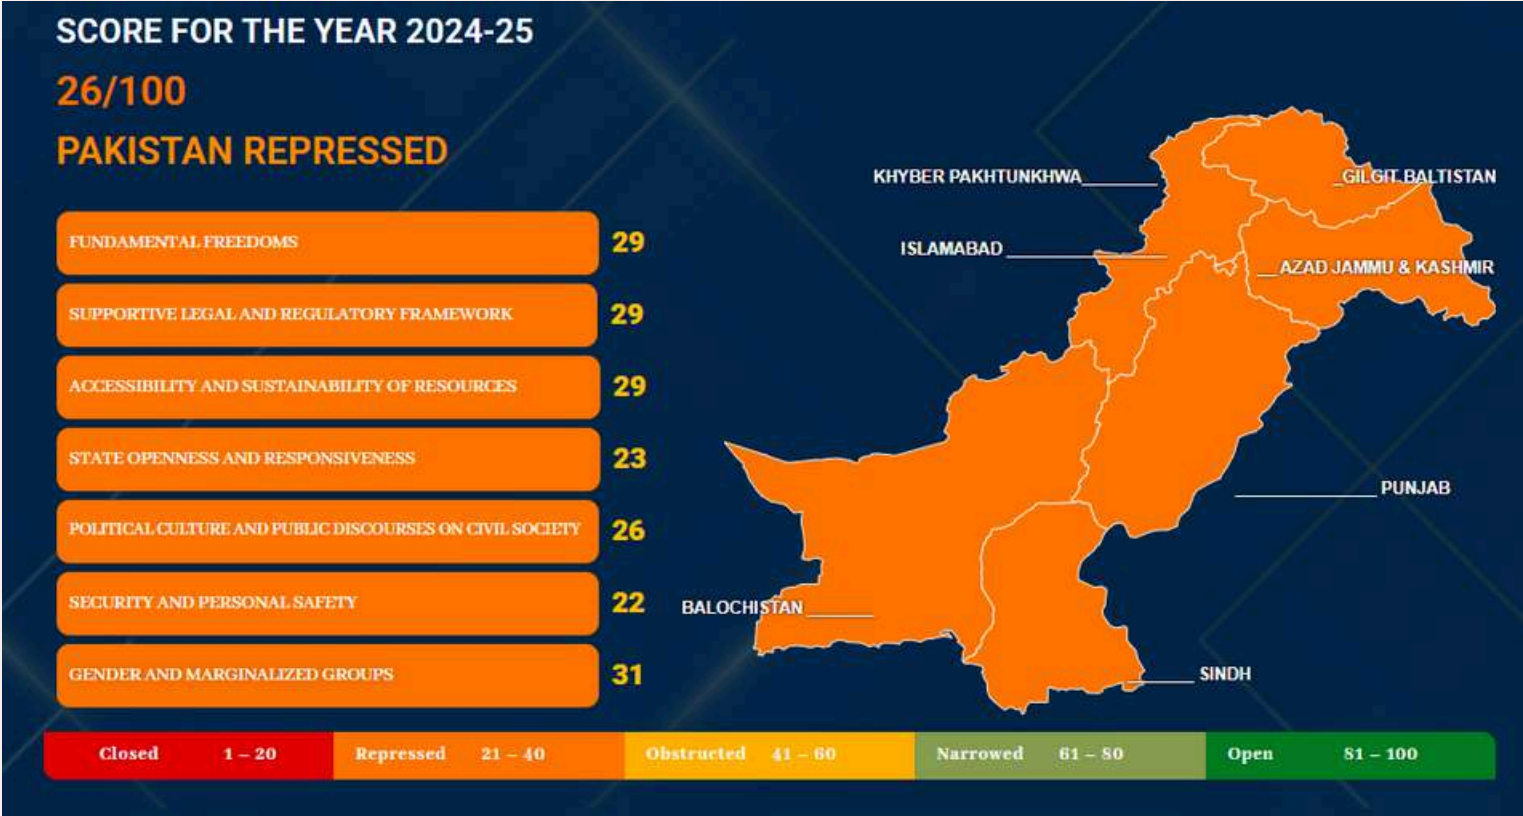 SCORE FOR THE YEAR 2024-25
26/100
PAKISTAN REPRESSED
FUNDAMENTAL FREEDOMS 29
SUPPORTIVE LEGAL AND REGULATORY FRAMEWORK 29
ACCESSIBILITY AND SUSTAINABILITY OF RESOURCES 29
STATE OPENNESS AND RESPONSIVENESS 23
POLITICAL CULTURE AND PUBLIC DISCOURSES ON CIVIL SOCIETY 26
SECURITY AND PERSONAL SAFETY 22
GENDER AND MARGINALIZED GROUPS 31
KHYBER PAKHTUNKHWA
GILGIT BALTISTAN
ISLAMABAD
AZAD JAMMU & KASHMIR
PUNJAB
BALOCHISTAN
SINDH
Closed 1 – 20 Repressed 21 – 40 Obstructed 41 – 60 Narrowed 61 – 80 Open 81 – 100